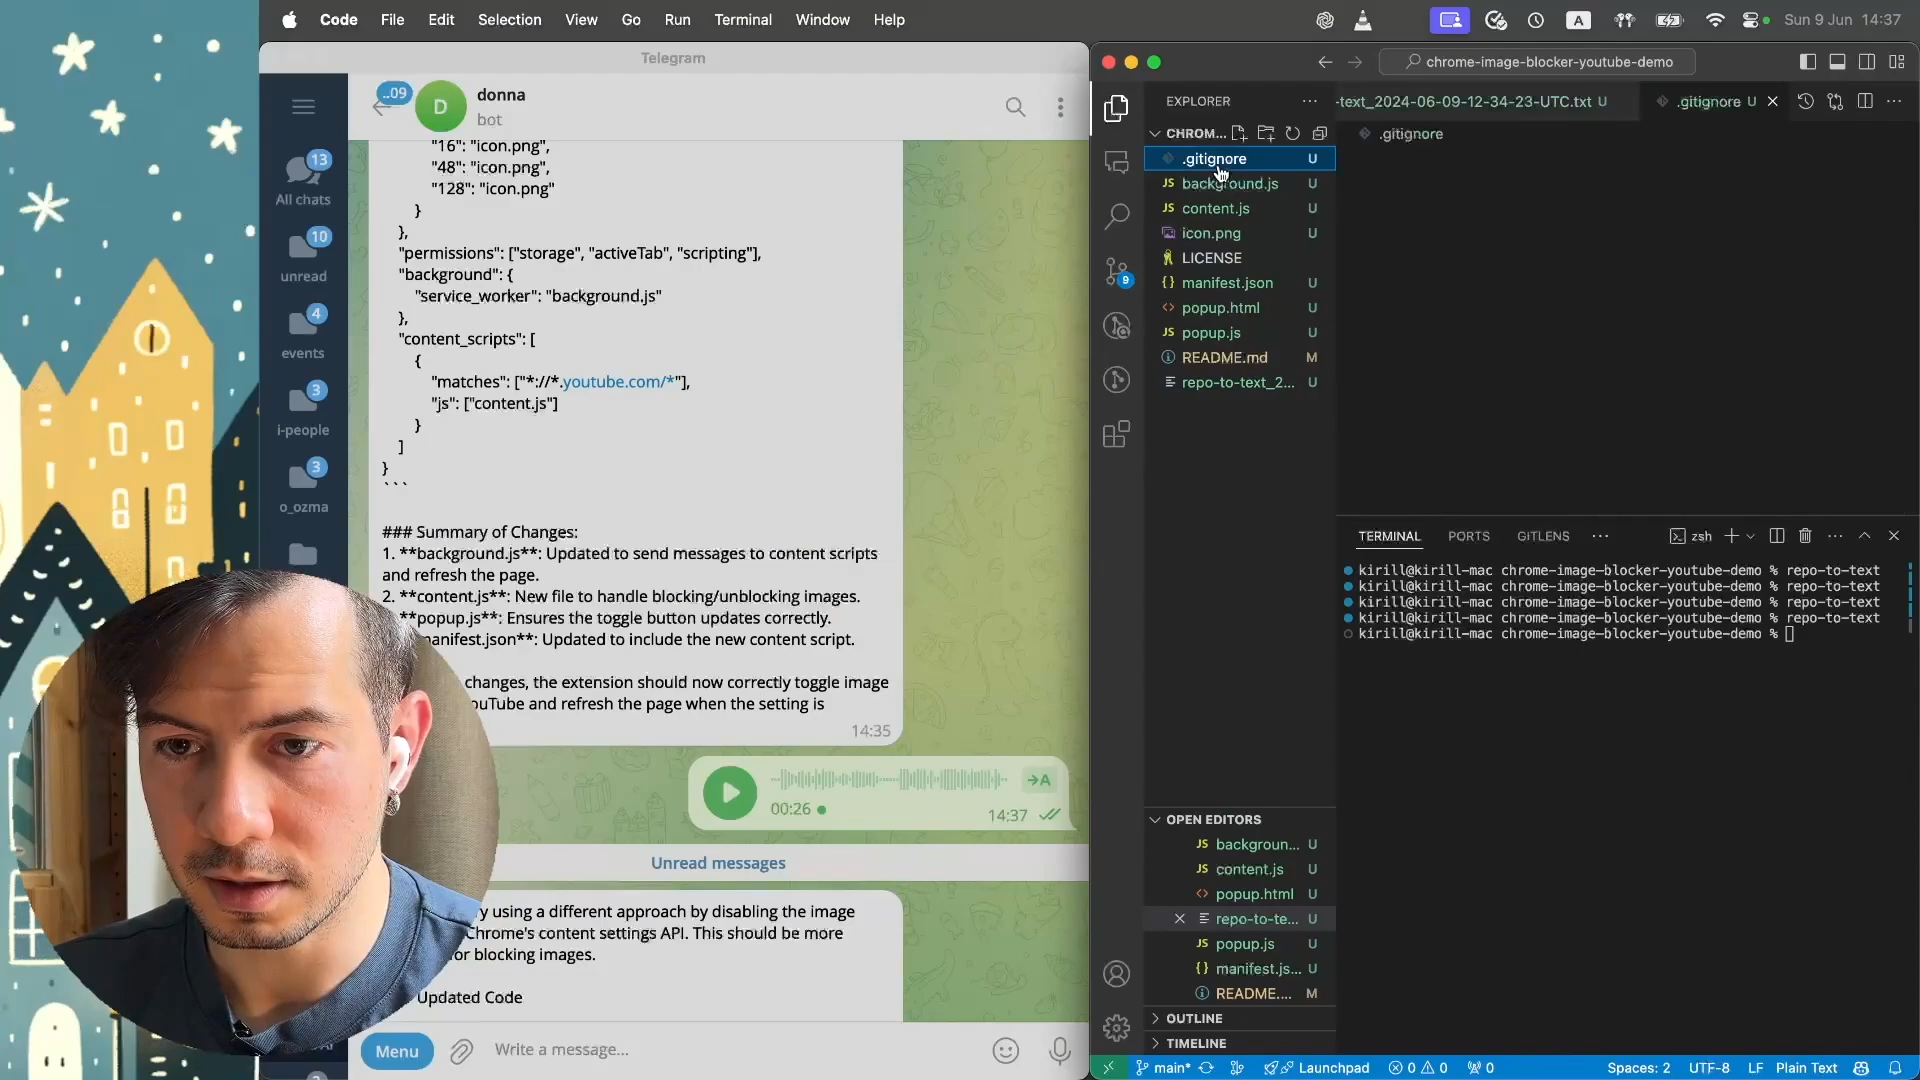 Code File Edit Selection View Go Run Terminal Window Help
A
Sun 9 Jun 14:37
Telegram
..09
D
donna
bot
13
All chats
10
unread
4
events
3
i-people
3
o_ozma
"16": "icon.png",
"48": "icon.png",
"128": "icon.png"
}
},
"permissions": ["storage", "activeTab", "scripting"],
"background": {
"service_worker": "background.js"
},
"content_scripts": [
{
"matches": ["*://*.youtube.com/*"],
"js": ["content.js"]
}
]
}
```
### Summary of Changes:
1. **background.js**: Updated to send messages to content scripts
and refresh the page.
2. **content.js**: New file to handle blocking/unblocking images.
**popup.js**: Ensures the toggle button updates correctly.
manifest.json**: Updated to include the new content script.
changes, the extension should now correctly toggle image
ouTube and refresh the page when the setting is
14:35
00:26
→A
14:37
Unread messages
y using a different approach by disabling the image
Chrome's content settings API. This should be more
for blocking images.
Updated Code
Menu
Write a message...
chrome-image-blocker-youtube-demo
EXPLORER
CHROM...
.gitignore U
background.js U
content.js U
icon.png U
LICENSE
manifest.json U
popup.html U
popup.js U
README.md M
repo-to-text_2... U
9
OPEN EDITORS
backgroun... U
content.js U
popup.html U
repo-to-te... U
popup.js U
manifest.js... U
README.... M
OUTLINE
TIMELINE
-text_2024-06-09-12-34-23-UTC.txt U
.gitignore U
.gitignore
TERMINAL PORTS GITLENS
zsh
kirill@kirill-mac chrome-image-blocker-youtube-demo % repo-to-text
kirill@kirill-mac chrome-image-blocker-youtube-demo % repo-to-text
kirill@kirill-mac chrome-image-blocker-youtube-demo % repo-to-text
kirill@kirill-mac chrome-image-blocker-youtube-demo % repo-to-text
kirill@kirill-mac chrome-image-blocker-youtube-demo %
main* Launchpad 0 0 0 Spaces: 2 UTF-8 LF Plain Text